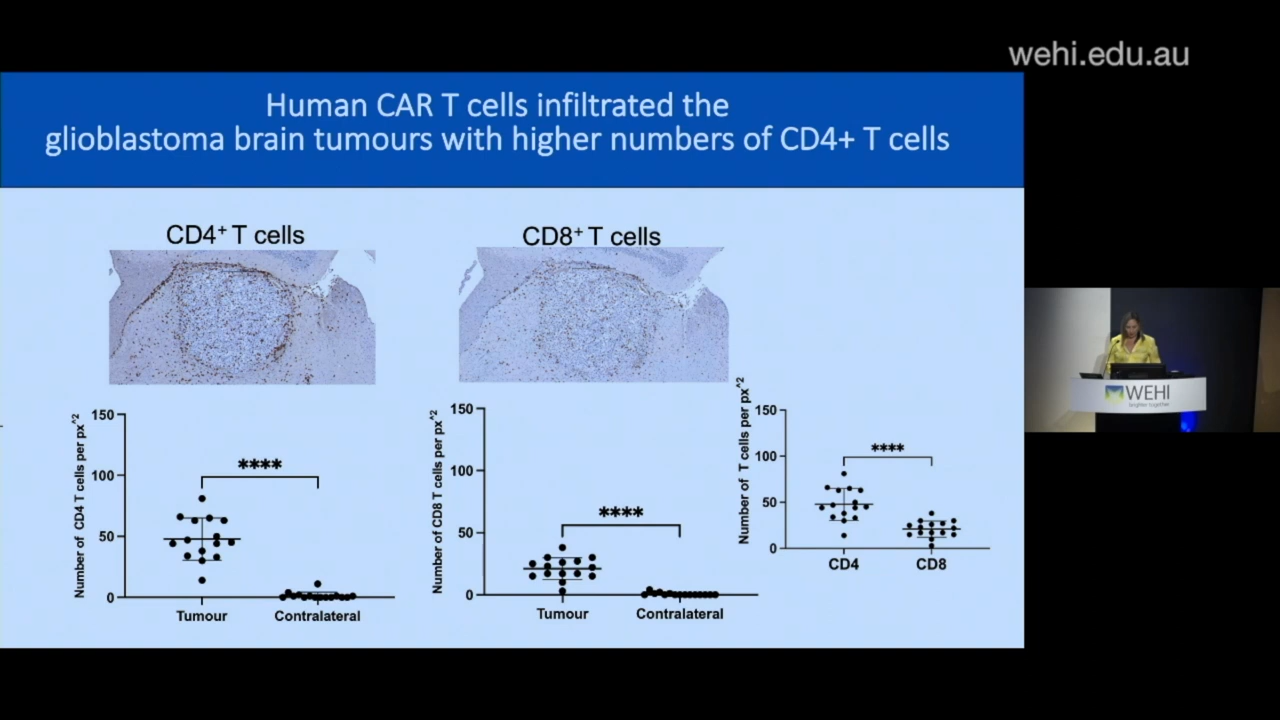 wehi.edu.au
Human CAR T cells infiltrated the
glioblastoma brain tumours with higher numbers of CD4+ T cells
CD4+ T cells
CD8+ T cells
Number of CD4 T cells per px^2
150
100
50
0
****
Tumour
Contralateral
Number of CD8 T cells per px^2
150
100
50
0
****
Tumour
Contralateral
Number of T cells per px^2
150
100
50
0
****
CD4
CD8
WEHI
brighter together